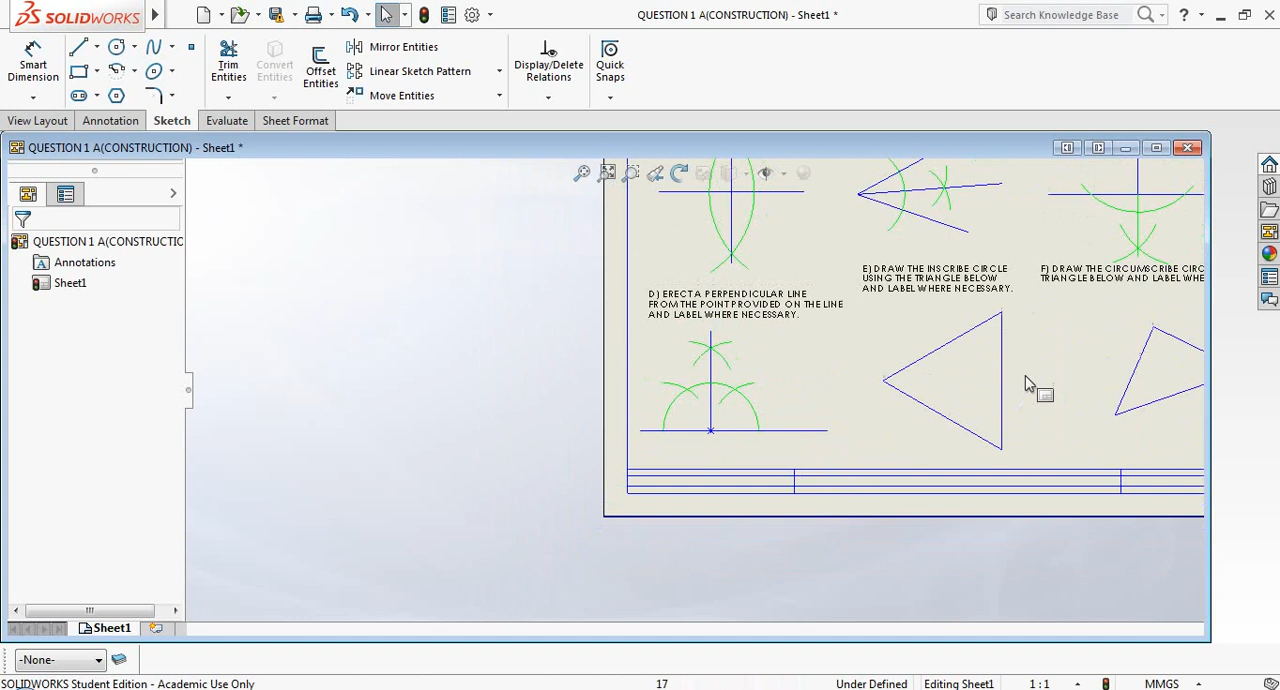 SOLIDWORKS
QUESTION 1 A(CONSTRUCTION) - Sheet1 *
Search Knowledge Base
?
Smart
Dimension
Trim
Entities
Convert
Entities
Offset
Entities
Mirror Entities
Linear Sketch Pattern
Move Entities
Display/Delete
Relations
Quick
Snaps
View Layout
Annotation
Sketch
Evaluate
Sheet Format
QUESTION 1 A(CONSTRUCTION) - Sheet1 *
QUESTION 1 A(CONSTRUCTIC
Annotations
Sheet1
D) ERECT A PERPENDICULAR LINE
FROM THE POINT PROVIDED ON THE LINE
AND LABEL WHERE NECESSARY.
E) DRAW THE INSCRIBE CIRCLE
USING THE TRIANGLE BELOW
AND LABEL WHERE NECESSARY.
F) DRAW THE CIRCUMSCRIBE CIRC
TRIANGLE BELOW AND LABEL WHE
Sheet1
-None-
SOLIDWORKS Student Edition - Academic Use Only
17
Under Defined
Editing Sheet1
1 : 1
MMGS